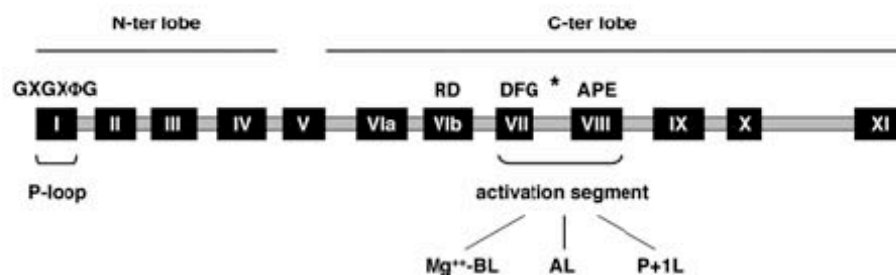 N-ter lobe C-ter lobe
GXGXΦG RD DFG * APE
I II III IV V VIa VIb VII VIII IX X XI
P-loop activation segment
Mg⁺⁺-BL AL P+1L